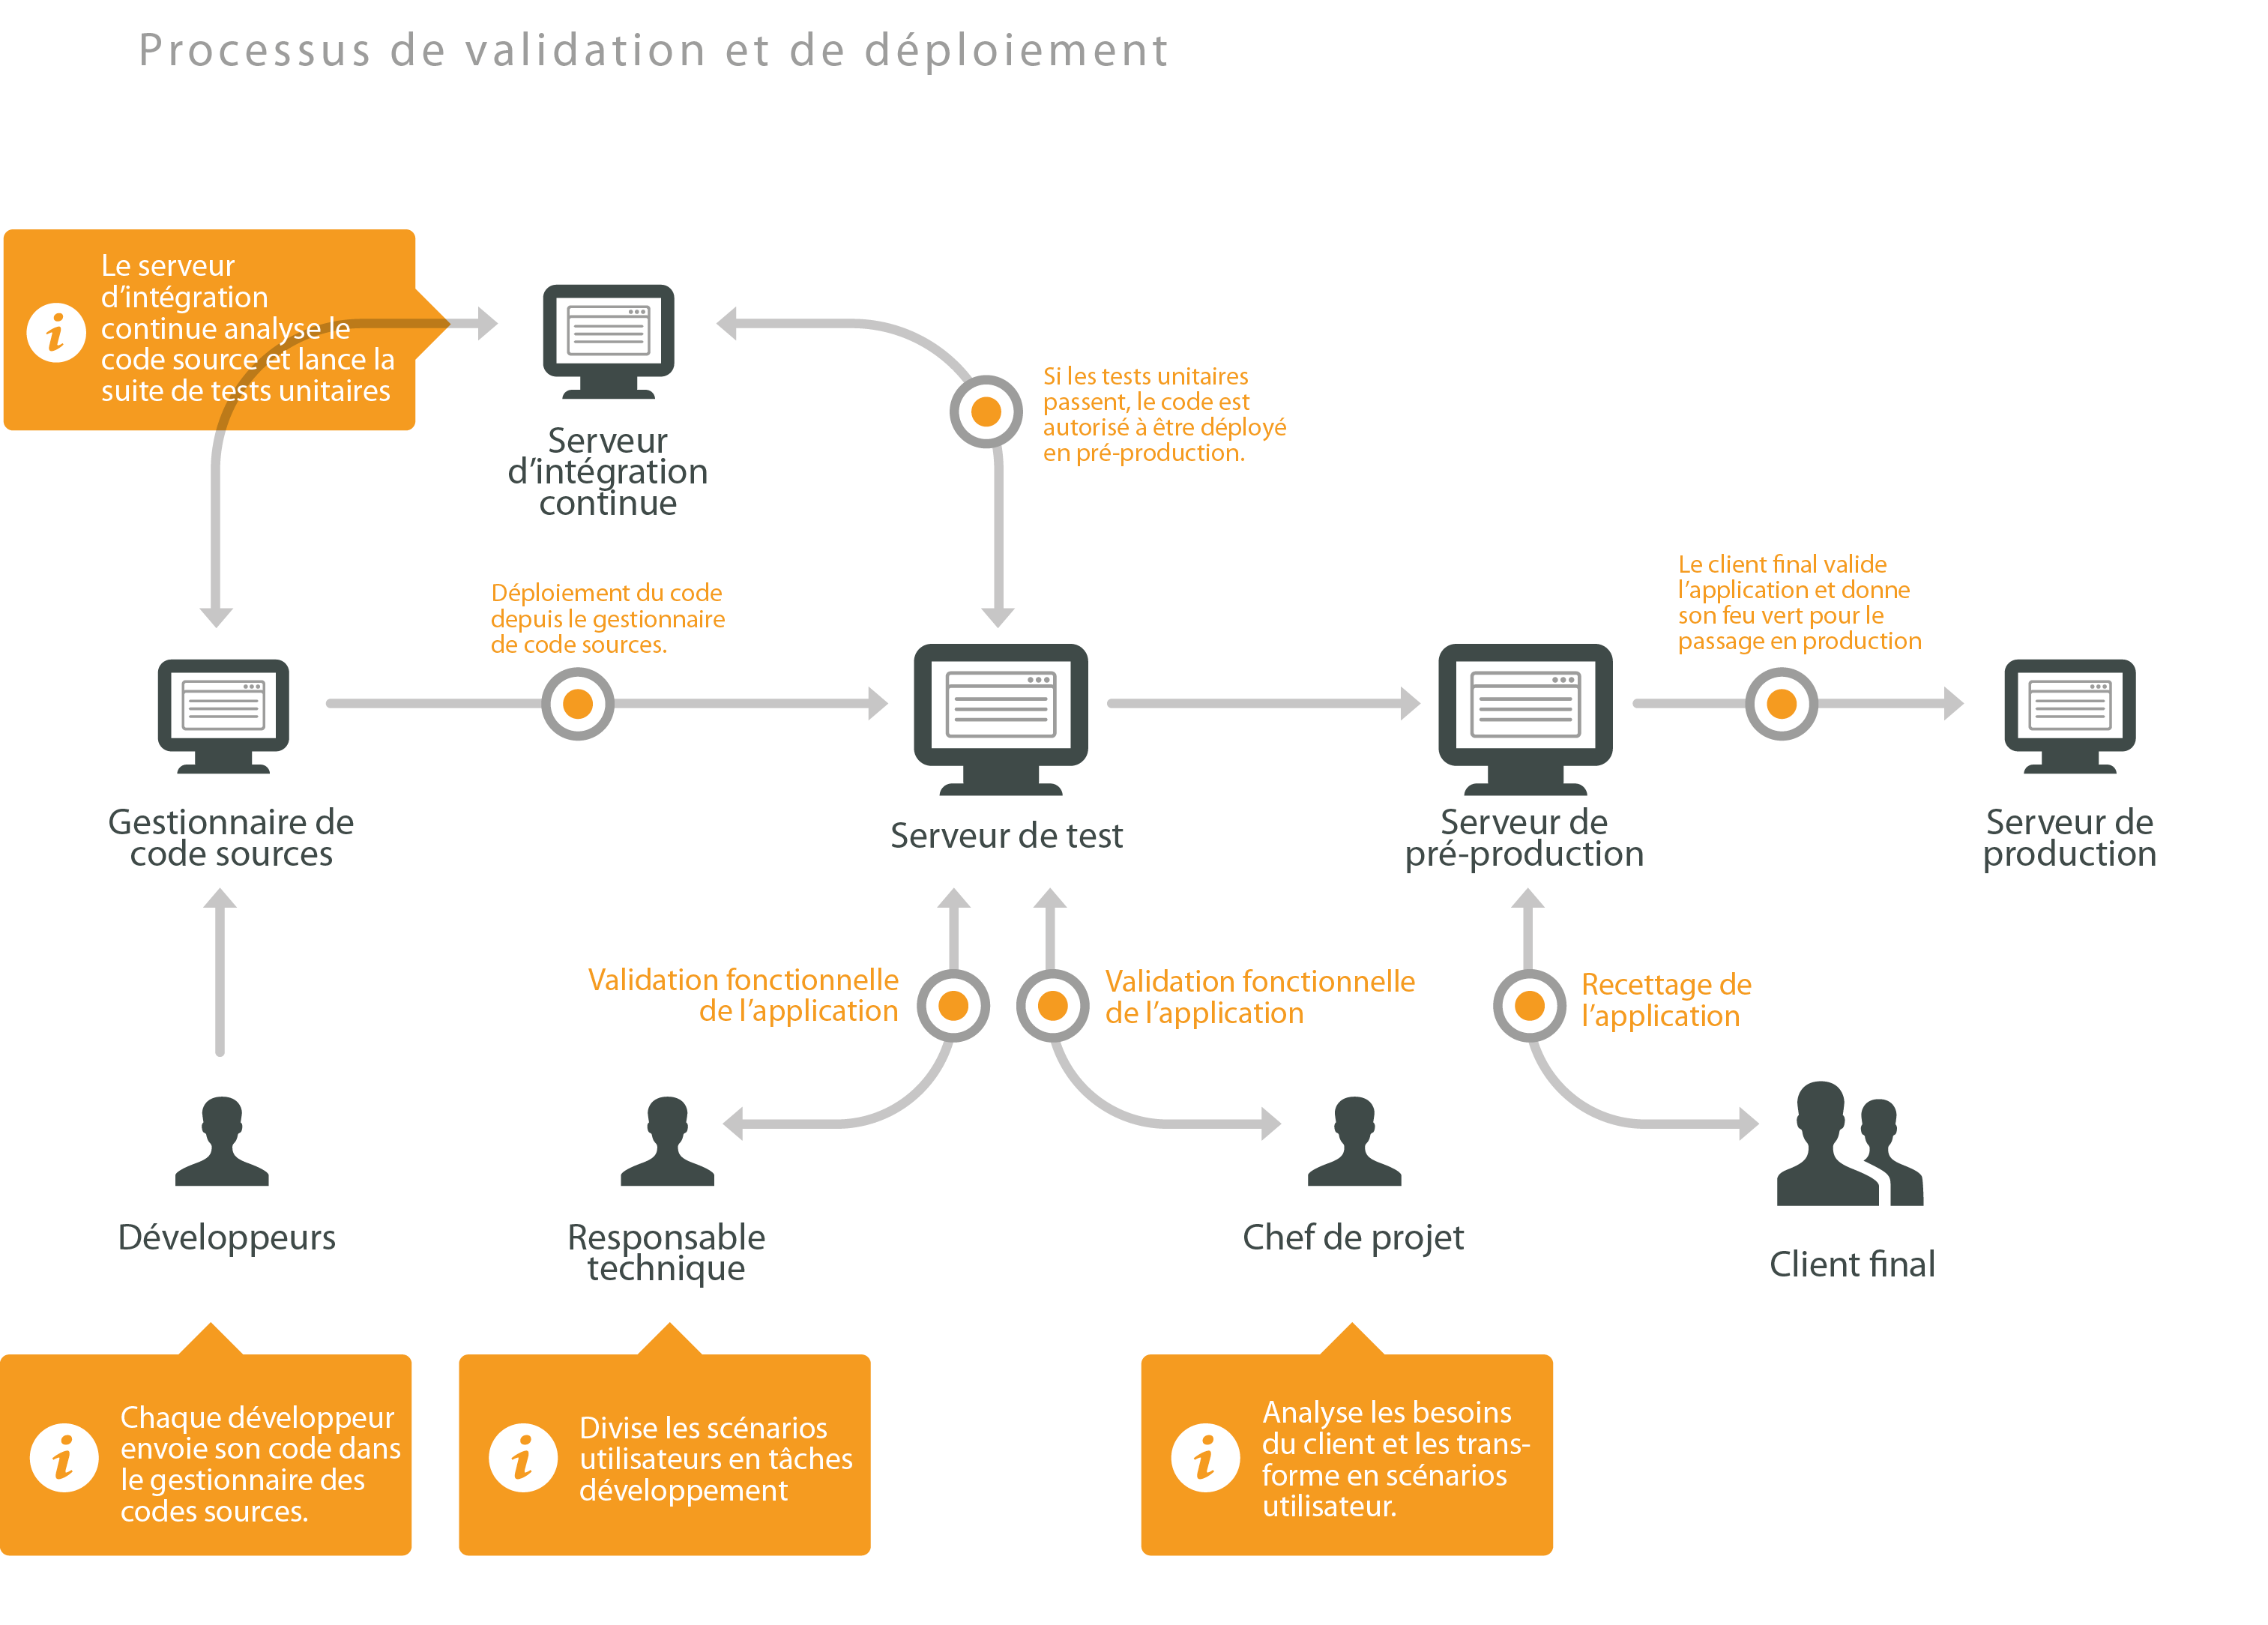 Processus de validation et de déploiement
Le serveur
d’intégration
continue analyse le
code source et lance la
suite de tests unitaires
Serveur
d’intégration
continue
Si les tests unitaires
passent, le code est
autorisé à être déployé
en pré-production.
Déploiement du code
depuis le gestionnaire
de code sources.
Le client final valide
l’application et donne
son feu vert pour le
passage en production
Gestionnaire de
code sources
Serveur de test
Serveur de
pré-production
Serveur de
production
Validation fonctionnelle
de l’application
Validation fonctionnelle
de l’application
Recettage de
l’application
Développeurs
Responsable
technique
Chef de projet
Client final
Chaque développeur
envoie son code dans
le gestionnaire des
codes sources.
Divise les scénarios
utilisateurs en tâches
développement
Analyse les besoins
du client et les trans-
forme en scénarios
utilisateur.